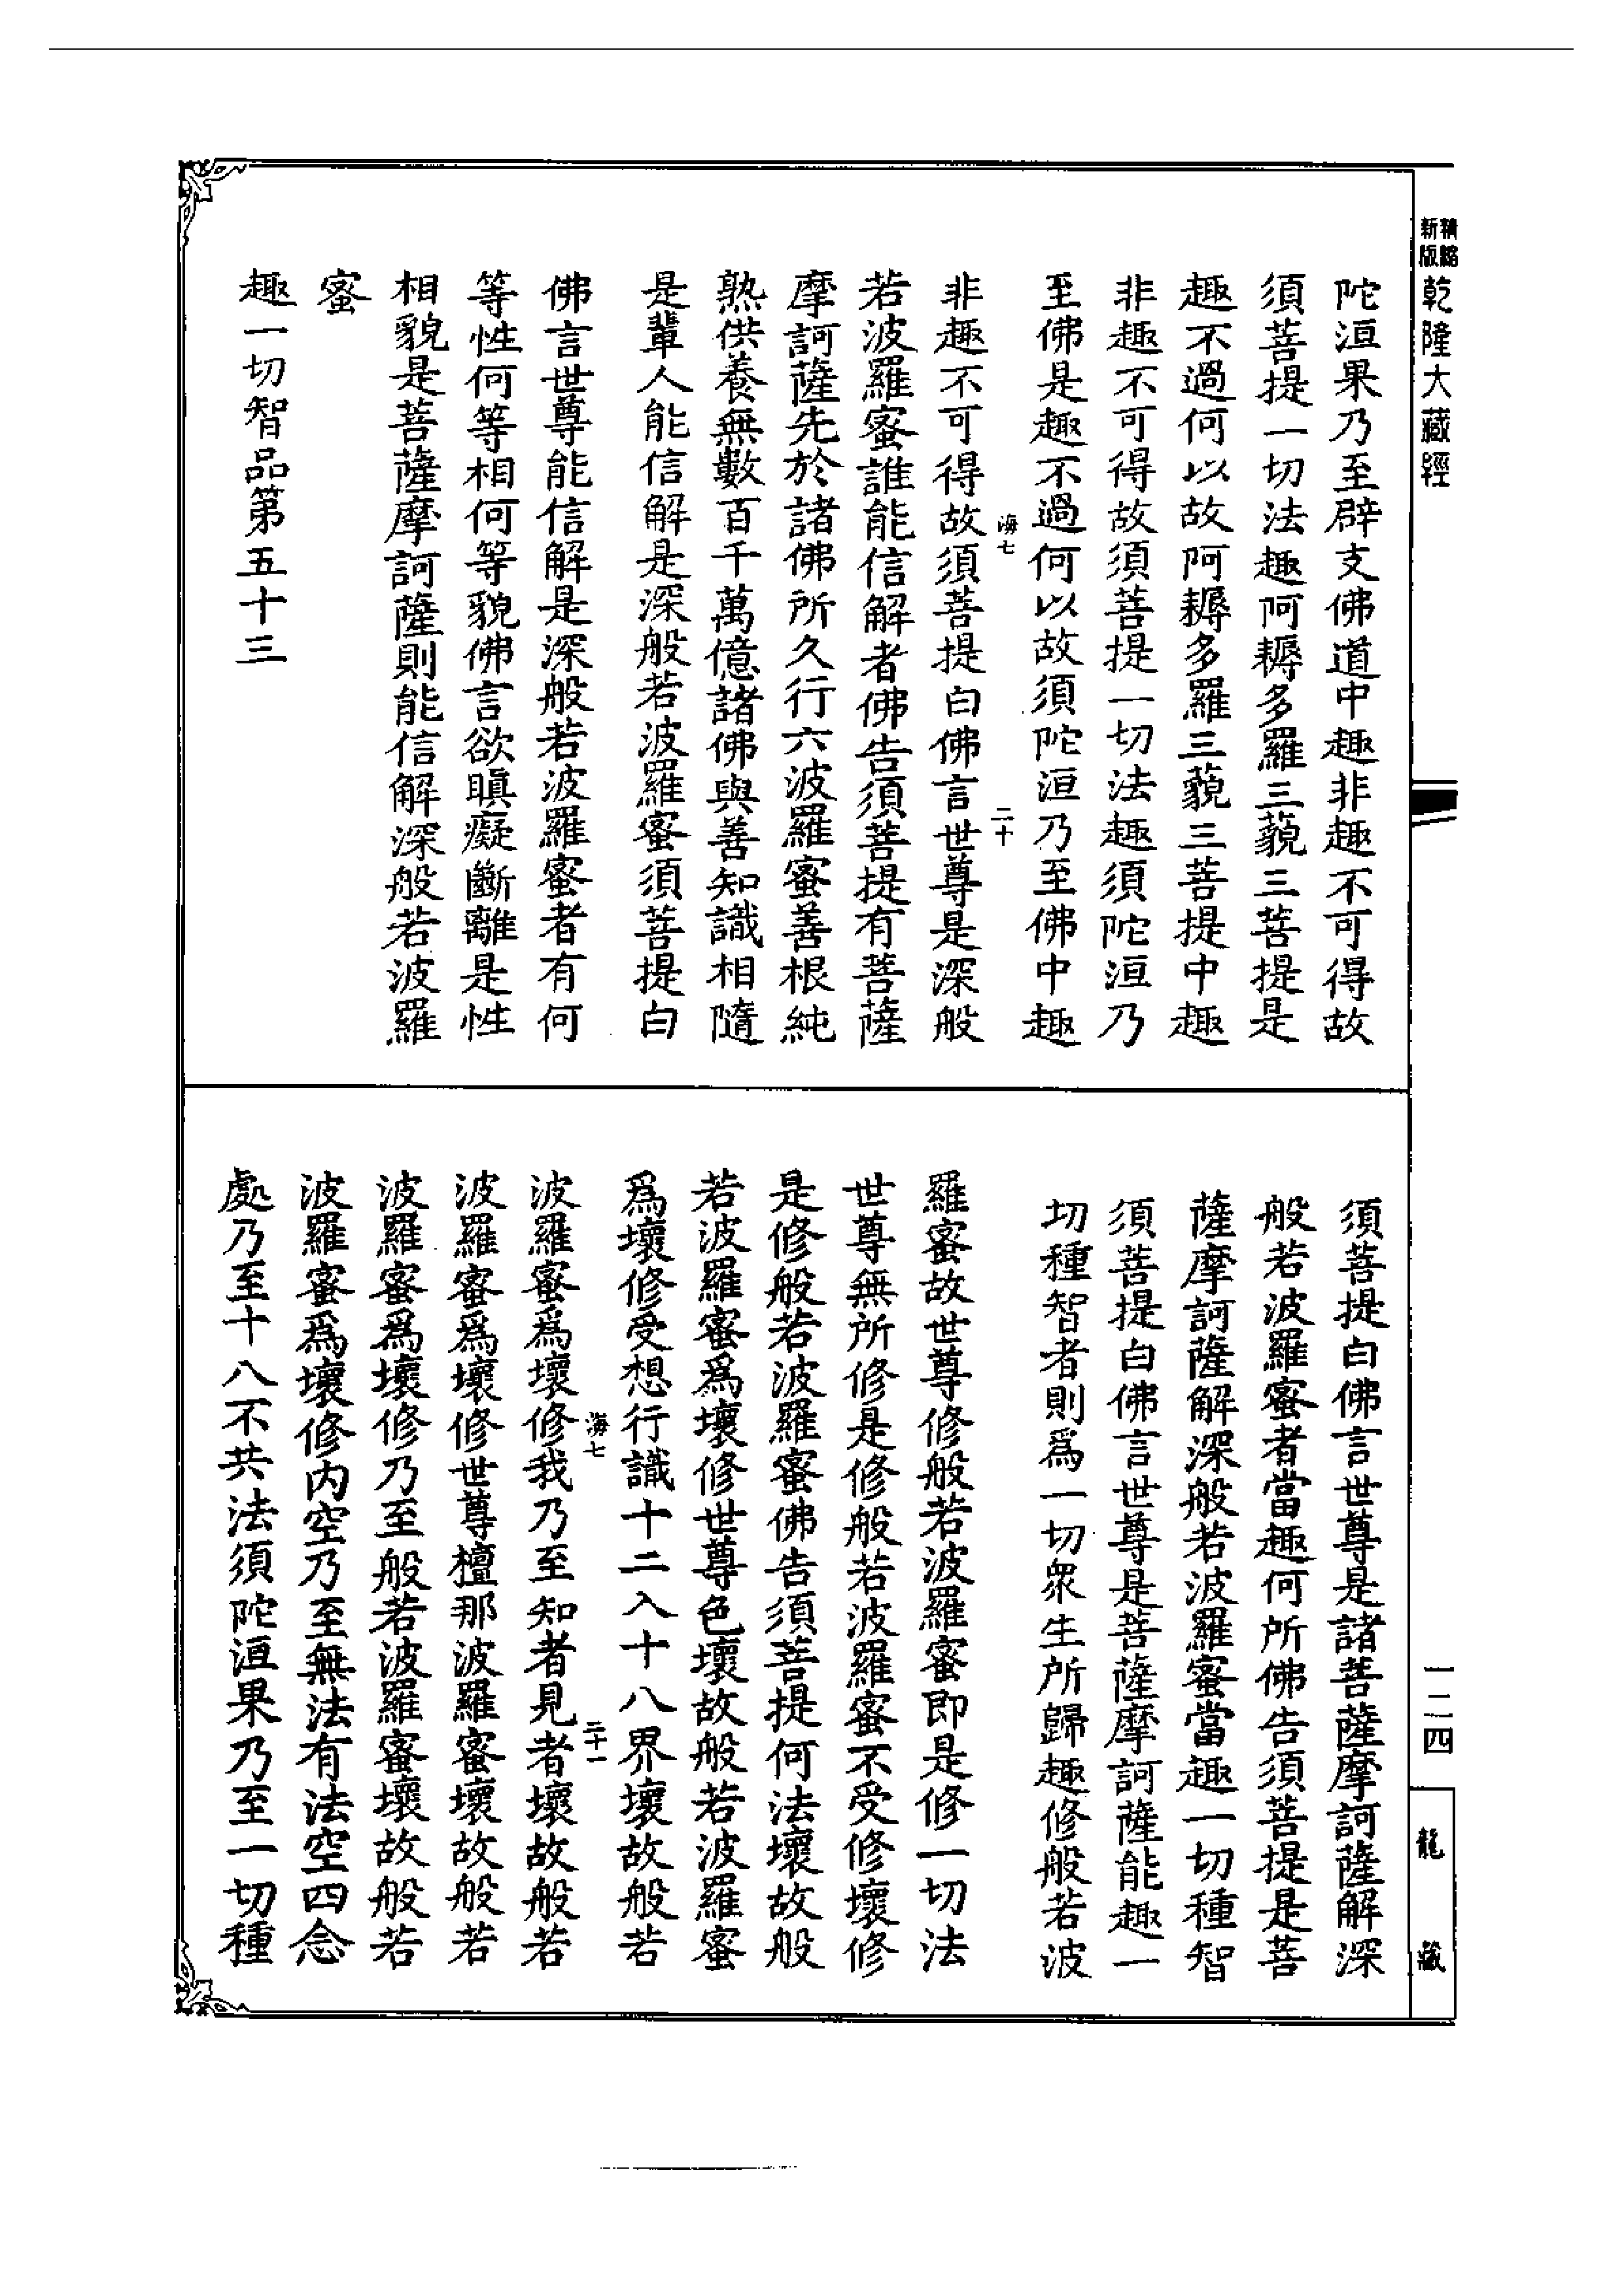 精縮
新版
乾隆大藏經
陀洹果乃至辟支佛道中趣非趣不可得故
須菩提一切法趣阿耨多羅三藐三菩提是
趣不過何以故阿耨多羅三藐三菩提中趣
非趣不可得故須菩提一切法趣須陀洹乃
至佛是趣不過何以故須陀洹乃至佛中趣
海七
二十
非趣不可得故須菩提白佛言世尊是深般
若波羅蜜誰能信解者佛告須菩提有菩薩
摩訶薩先於諸佛所久行六波羅蜜善根純
熟供養無數百千萬億諸佛與善知識相隨
是輩人能信解是深般若波羅蜜須菩提白
佛言世尊能信解是深般若波羅蜜者有何
等性何等相何等貌佛言欲瞋癡斷離是性
相貌是菩薩摩訶薩則能信解深般若波羅
蜜
趣一切智品第五十三
須菩提白佛言世尊是諸菩薩摩訶薩解深
般若波羅蜜者當趣何所佛告須菩提是菩
薩摩訶薩解深般若波羅蜜當趣一切種智
須菩提白佛言世尊是菩薩摩訶薩能趣一
切種智者則爲一切衆生所歸趣修般若波
羅蜜故世尊修般若波羅蜜即是修一切法
世尊無所修是修般若波羅蜜不受修壞修
是修般若波羅蜜佛告須菩提何法壞故般
若波羅蜜爲壞修世尊色壞故般若波羅蜜
爲壞修受想行識十二入十八界壞故般若
海七
二十一
波羅蜜爲壞修我乃至知者見者壞故般若
波羅蜜爲壞修世尊檀那波羅蜜壞故般若
波羅蜜爲壞修乃至般若波羅蜜壞故般若
波羅蜜爲壞修内空乃至無法有法空四念
處乃至十八不共法須陀洹果乃至一切種
一二四
龍藏